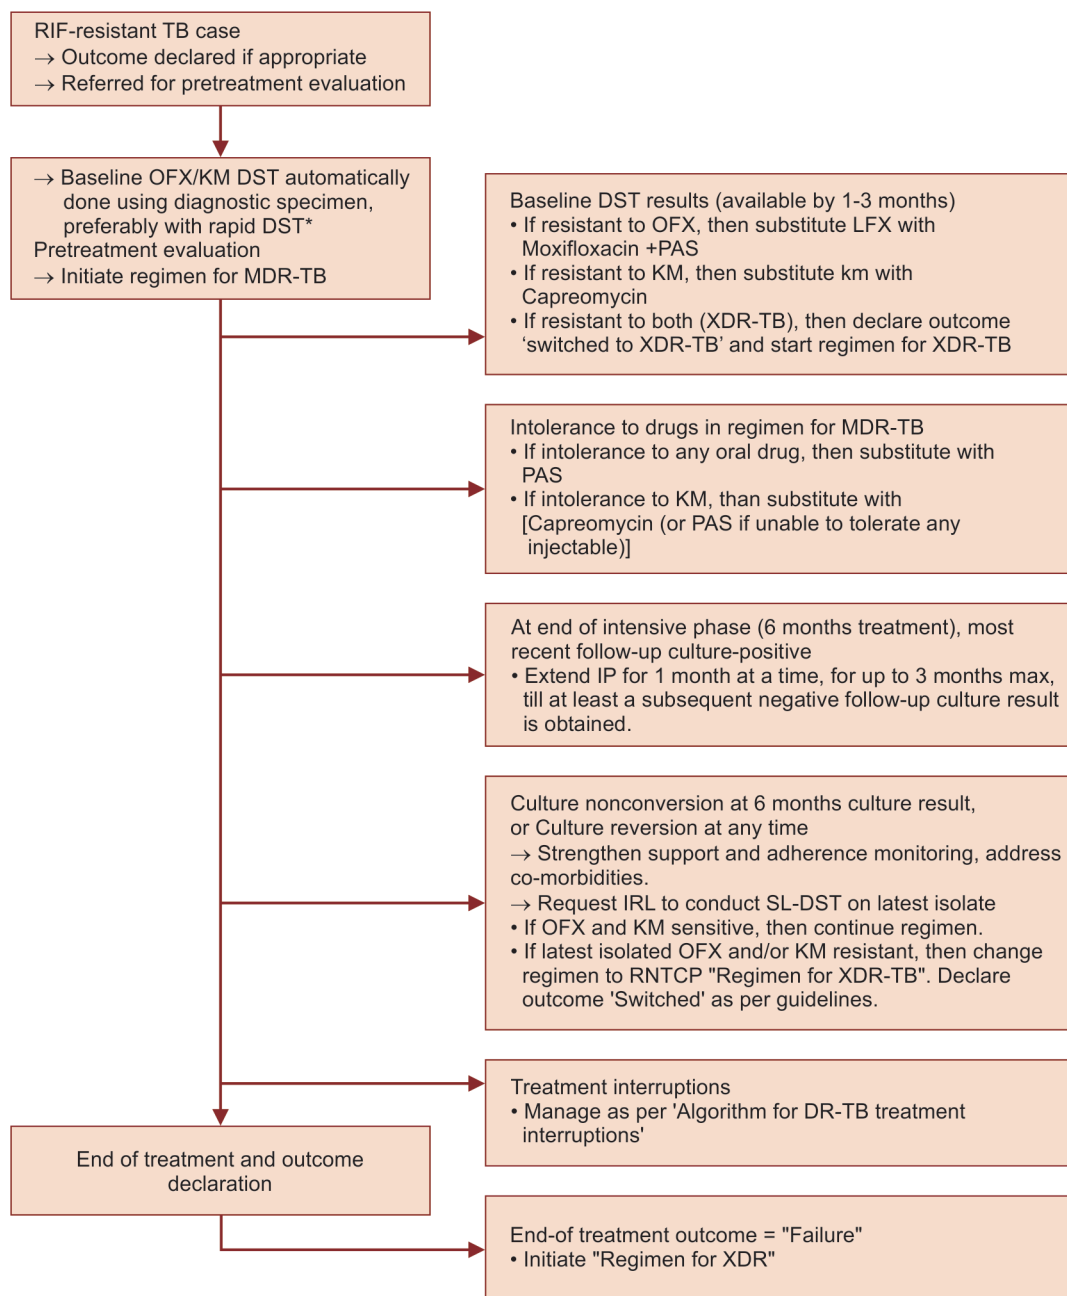 RIF-resistant TB case
→ Outcome declared if appropriate
→ Referred for pretreatment evaluation
→ Baseline OFX/KM DST automatically
done using diagnostic specimen,
preferably with rapid DST*
Pretreatment evaluation
→ Initiate regimen for MDR-TB
Baseline DST results (available by 1-3 months)
• If resistant to OFX, then substitute LFX with
Moxifloxacin +PAS
• If resistant to KM, then substitute km with
Capreomycin
• If resistant to both (XDR-TB), then declare outcome
‘switched to XDR-TB’ and start regimen for XDR-TB
Intolerance to drugs in regimen for MDR-TB
• If intolerance to any oral drug, then substitute with
PAS
• If intolerance to KM, than substitute with
[Capreomycin (or PAS if unable to tolerate any
injectable)]
At end of intensive phase (6 months treatment), most
recent follow-up culture-positive
• Extend IP for 1 month at a time, for up to 3 months max,
till at least a subsequent negative follow-up culture result
is obtained.
Culture nonconversion at 6 months culture result,
or Culture reversion at any time
→ Strengthen support and adherence monitoring, address
co-morbidities.
→ Request IRL to conduct SL-DST on latest isolate
• If OFX and KM sensitive, then continue regimen.
• If latest isolated OFX and/or KM resistant, then change
regimen to RNTCP "Regimen for XDR-TB". Declare
outcome 'Switched' as per guidelines.
Treatment interruptions
• Manage as per 'Algorithm for DR-TB treatment
interruptions'
End of treatment and outcome
declaration
End-of treatment outcome = "Failure"
• Initiate "Regimen for XDR"